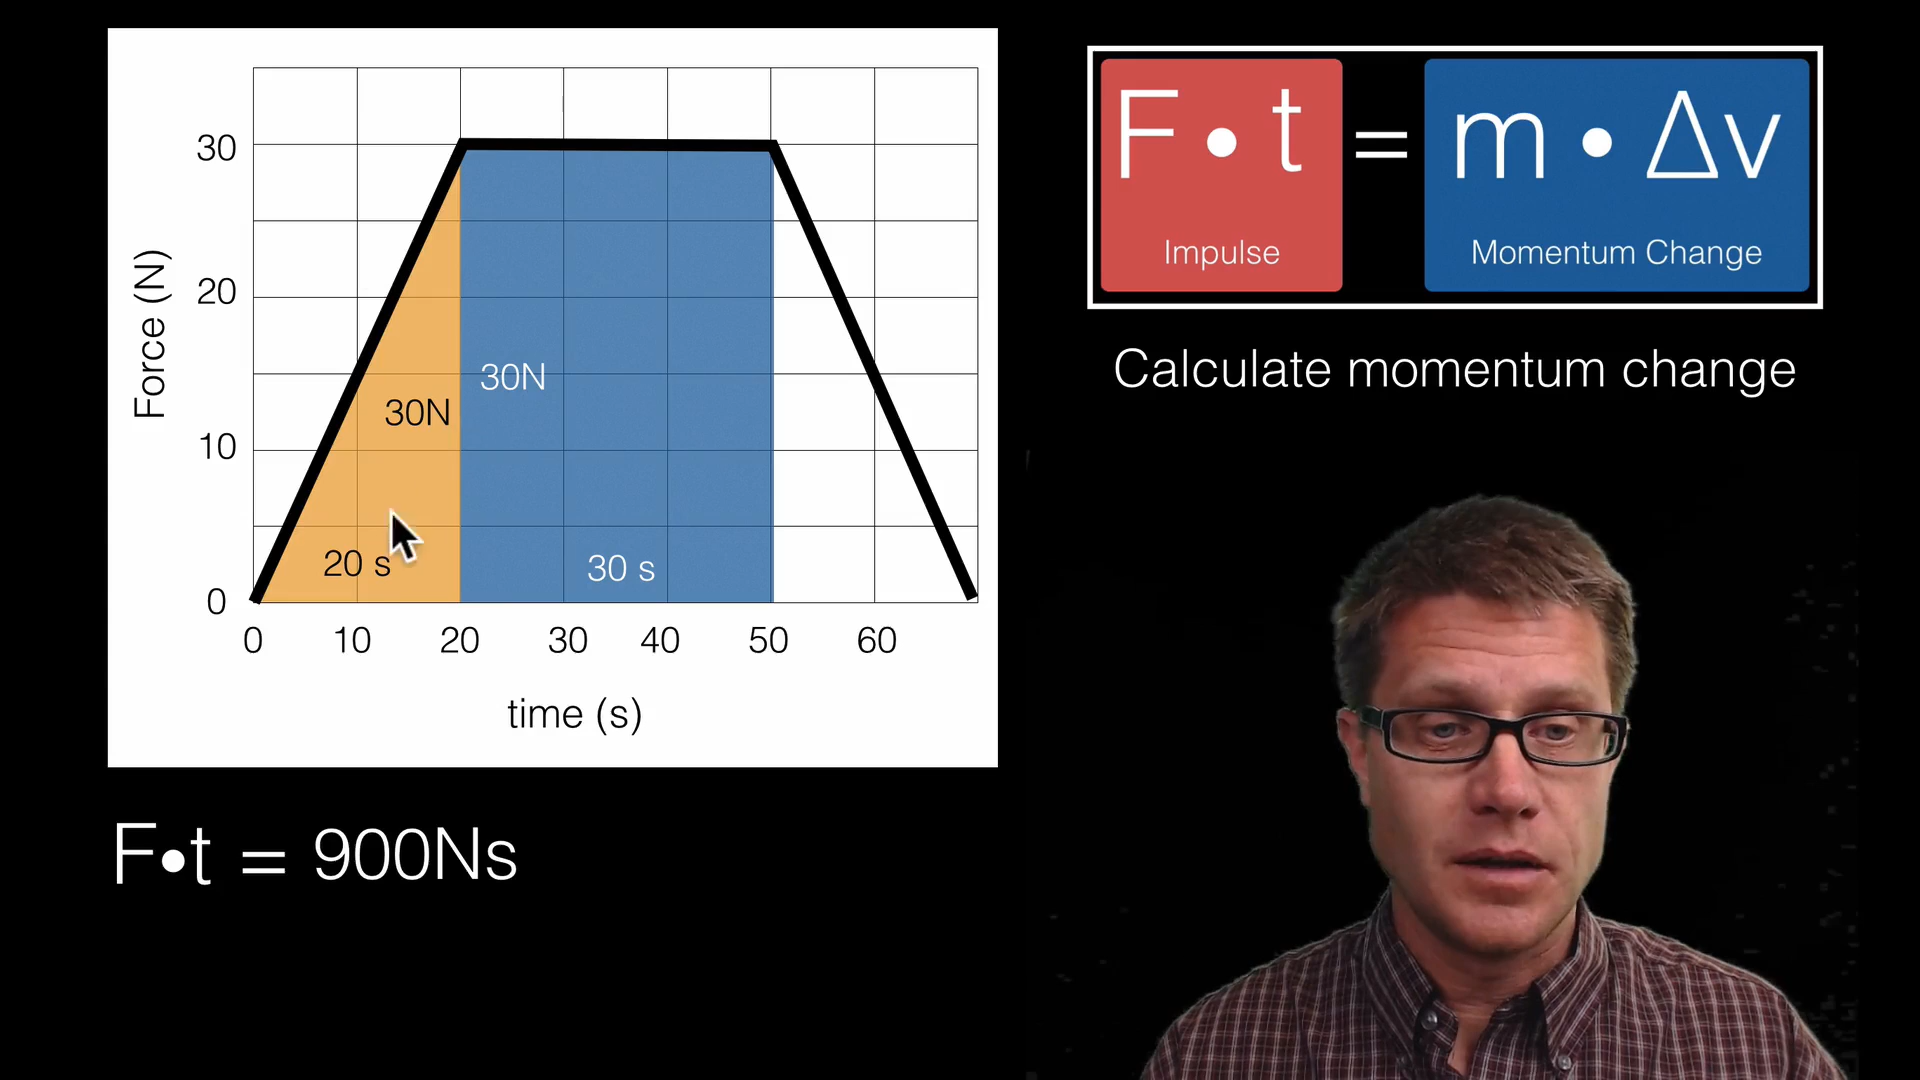 30
20
10
0
Force (N)
30N
30N
20 s
30 s
0 10 20 30 40 50 60
time (s)
F•t = 900Ns
F • t = m • Δv
Impulse
Momentum Change
Calculate momentum change